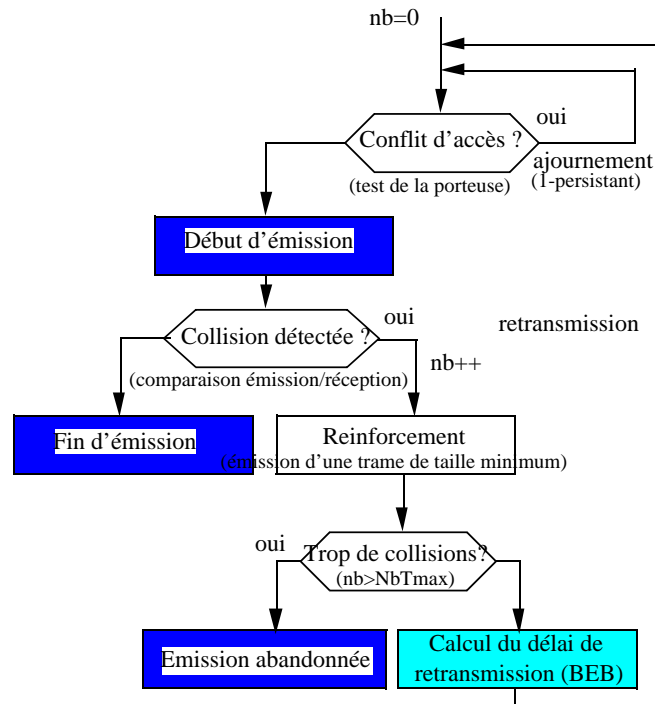 nb=0
oui
Conflit d'accès ?
ajournement
(test de la porteuse)
(1-persistant)
Début d'émission
oui
retransmission
Collision détectée ?
nb++
(comparaison émission/réception)
Fin d'émission
Reinforcement
(émission d'une trame de taille minimum)
oui
Trop de collisions?
(nb>NbTmax)
Emission abandonnée
Calcul du délai de
retransmission (BEB)